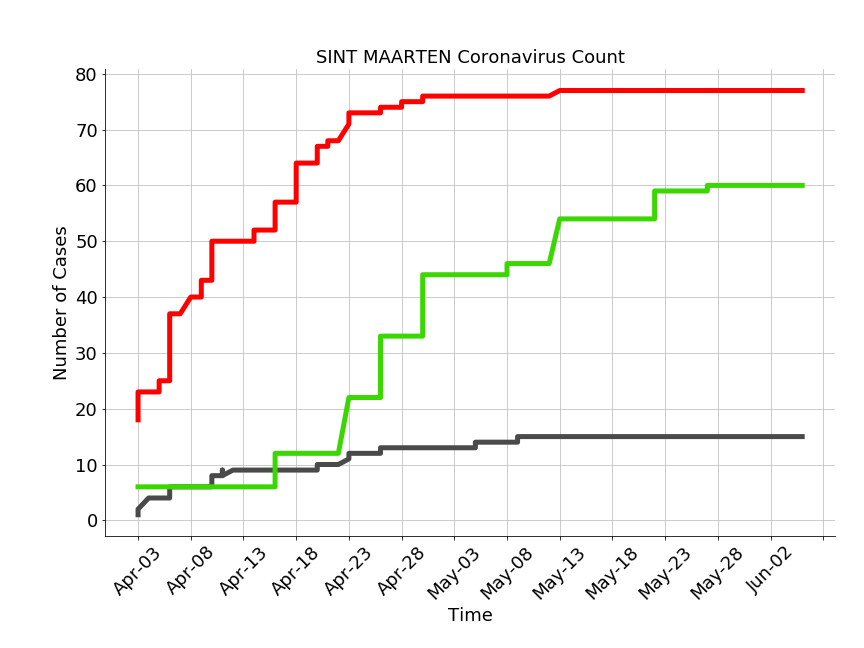 SINT MAARTEN Coronavirus Count
80
70
60
50
40
30
20
10
0
Number of Cases
Apr-03
Apr-08
Apr-13
Apr-18
Apr-23
Apr-28
May-03
May-08
May-13
May-18
May-23
May-28
Jun-02
Time